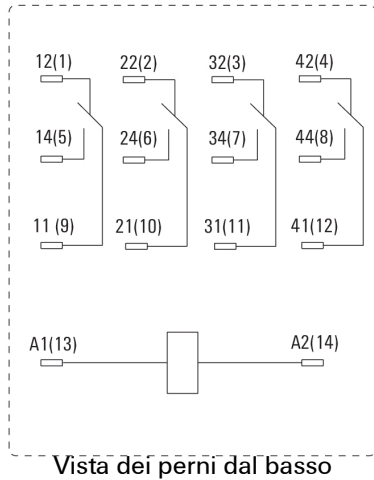 12(1) 22(2) 32(3) 42(4)
14(5) 24(6) 34(7) 44(8)
11 (9) 21(10) 31(11) 41(12)
A1(13) A2(14)
Vista dei perni dal basso